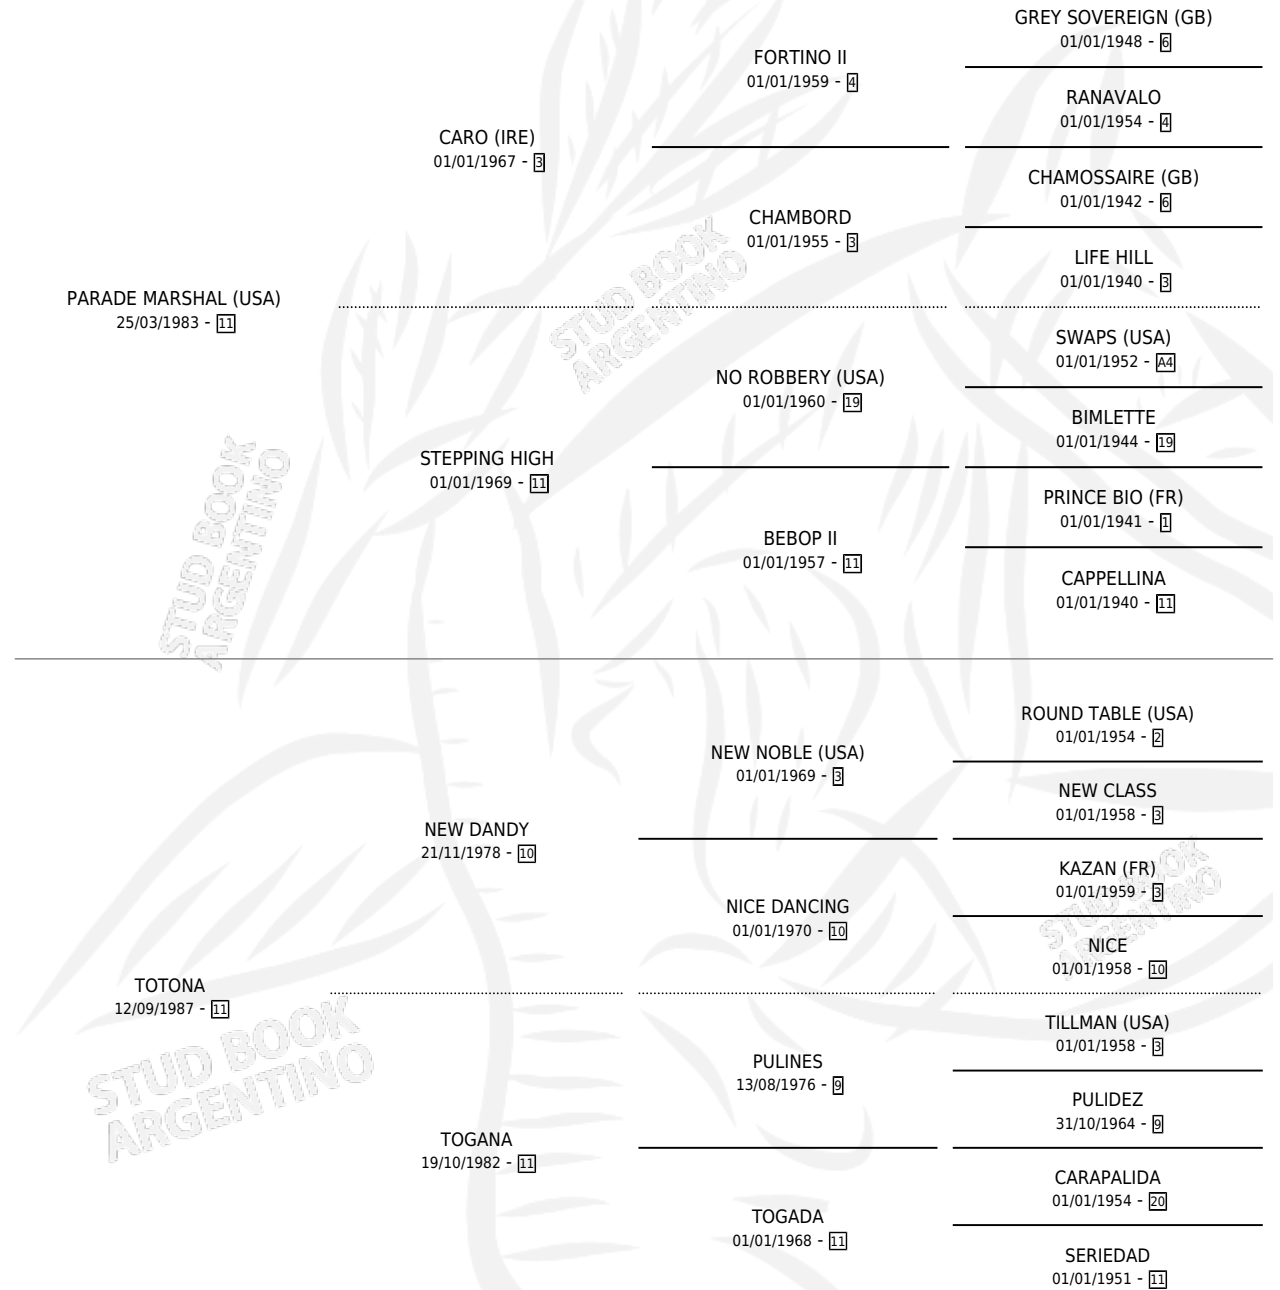 GREY SOVEREIGN (GB)
01/01/1948 - 6
FORTINO II
01/01/1959 - 4
RANAVALO
01/01/1954 - 4
CARO (IRE)
01/01/1967 - 3
CHAMOSSAIRE (GB)
01/01/1942 - 6
CHAMBORD
01/01/1955 - 3
LIFE HILL
01/01/1940 - 3
PARADE MARSHAL (USA)
25/03/1983 - 11
SWAPS (USA)
01/01/1952 - A4
NO ROBBERY (USA)
01/01/1960 - 19
BIMLETTE
01/01/1944 - 19
STEPPING HIGH
01/01/1969 - 11
PRINCE BIO (FR)
01/01/1941 - 1
BEBOP II
01/01/1957 - 11
CAPPELLINA
01/01/1940 - 11
STUD BOOK
ARGENTINO
STUD BOOK
ARGENTINO
ROUND TABLE (USA)
01/01/1954 - 2
NEW NOBLE (USA)
01/01/1969 - 3
NEW CLASS
01/01/1958 - 3
NEW DANDY
21/11/1978 - 10
KAZAN (FR)
01/01/1959 - 3
NICE DANCING
01/01/1970 - 10
NICE
01/01/1958 - 10
STUD BOOK
ARGENTINO
TOTONA
12/09/1987 - 11
TILLMAN (USA)
01/01/1958 - 3
PULINES
13/08/1976 - 9
PULIDEZ
31/10/1964 - 9
STUD BOOK
ARGENTINO
TOGANA
19/10/1982 - 11
CARAPALIDA
01/01/1954 - 20
TOGADA
01/01/1968 - 11
SERIEDAD
01/01/1951 - 11